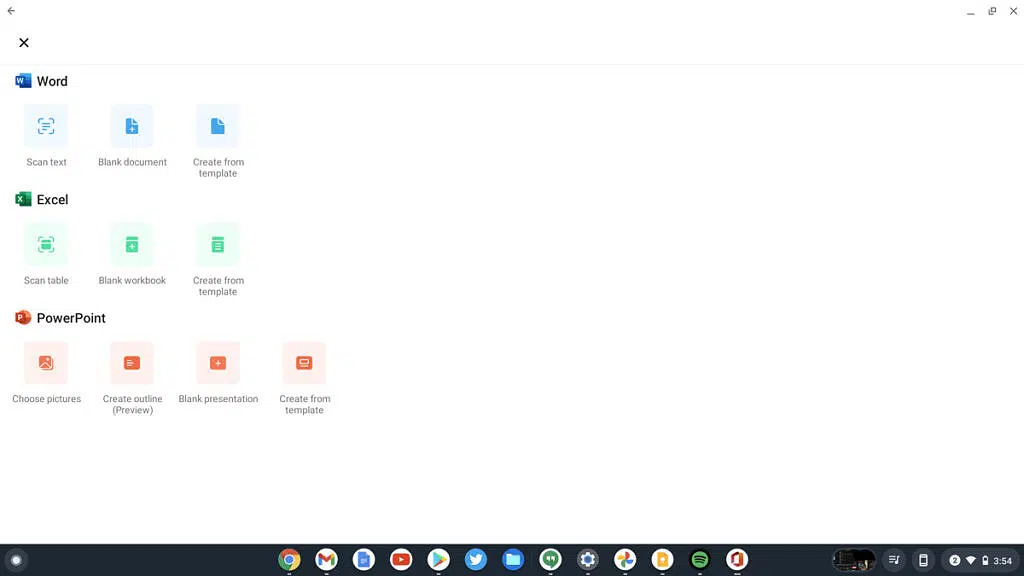 Word
Scan text
Blank document
Create from
template
Excel
Scan table
Blank workbook
Create from
template
PowerPoint
Choose pictures
Create outline
(Preview)
Blank presentation
Create from
template
2
3:54